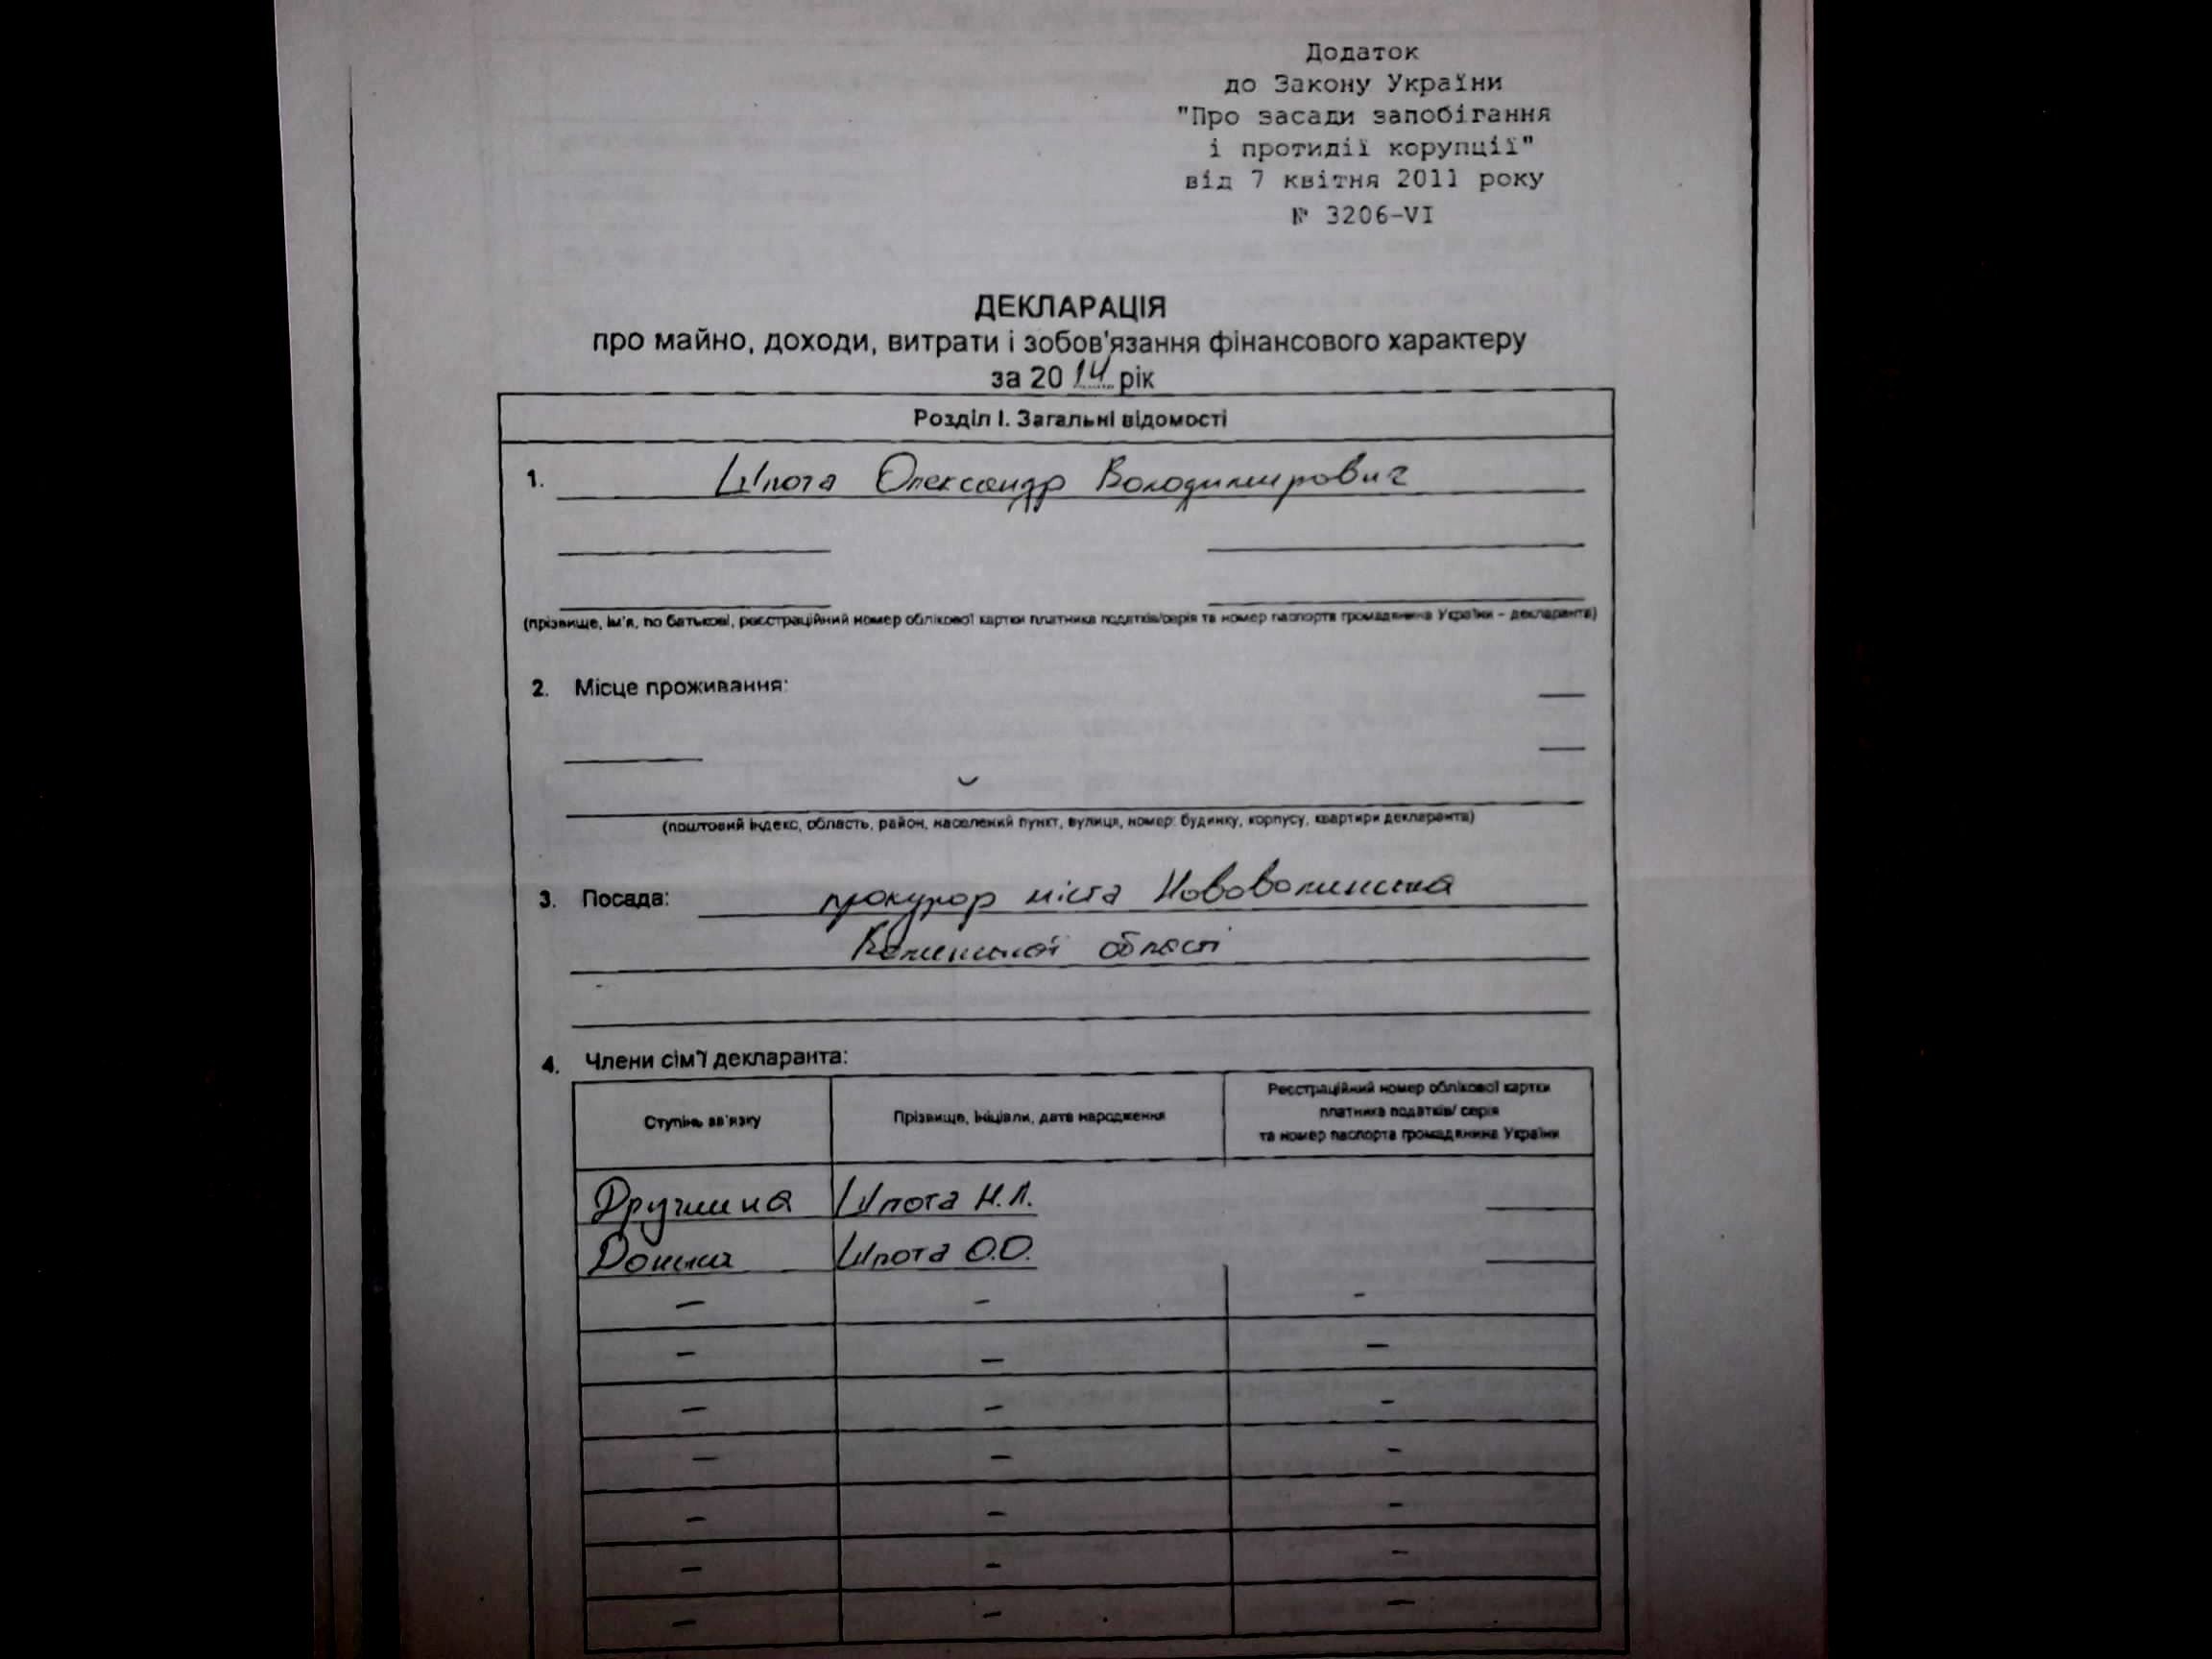 Додаток
до Закону України
"Про засади запобігання
і протидії корупції"
від 7 квітня 2011 року
№ 3206-VI
ДЕКЛАРАЦІЯ
про майно, доходи, витрати і зобов'язання фінансового характеру
за 2014 рік
Розділ I. Загальні відомості
1. Шпота Олександр Володимирович
(прізвище, ім'я, по батькові, реєстраційний номер облікової картки платника податків/серія та номер паспорта громадянина України – декларанта)
2. Місце проживання:
(поштовий індекс, область, район, населений пункт, вулиця, номер: будинку, корпусу, квартири декларанта)
3. Посада: прокурор міста Нововолинська
Волинської області
4. Члени сім'ї декларанта:
Ступінь зв'язку
Прізвище, ініціали, дата народження
Реєстраційний номер облікової картки
платника податків/ серія
та номер паспорта громадянина України
Дружина Шпота Н.Л.
Донька Шпота О.О.
– – –
– – –
– – –
– – –
– – –
– – –
– – –